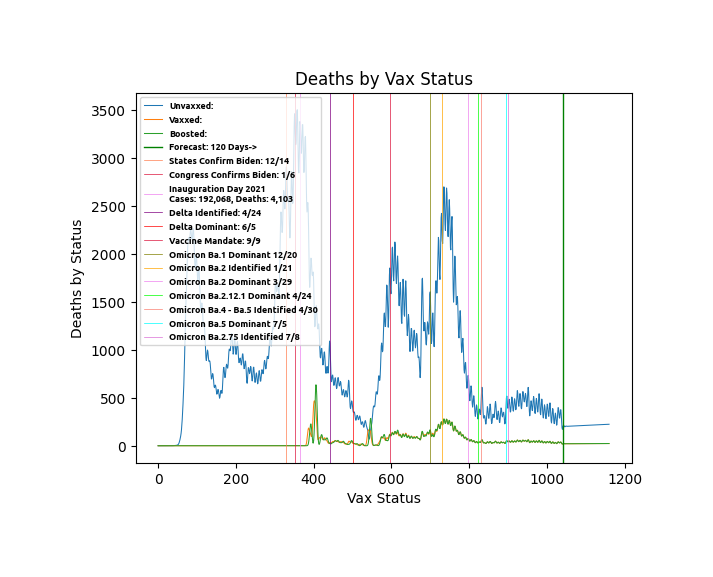 Deaths by Vax Status
Deaths by Status
3500
3000
2500
2000
1500
1000
500
0
Unvaxxed:
Vaxxed:
Boosted:
Forecast: 120 Days->
States Confirm Biden: 12/14
Congress Confirms Biden: 1/6
Inauguration Day 2021
Cases: 192,068, Deaths: 4,103
Delta Identified: 4/24
Delta Dominant: 6/5
Vaccine Mandate: 9/9
Omicron Ba.1 Dominant 12/20
Omicron Ba.2 Identified 1/21
Omicron Ba.2 Dominant 3/29
Omicron Ba.2.12.1 Dominant 4/24
Omicron Ba.4 - Ba.5 Identified 4/30
Omicron Ba.5 Dominant 7/5
Omicron Ba.2.75 Identified 7/8
0 200 400 600 800 1000 1200
Vax Status